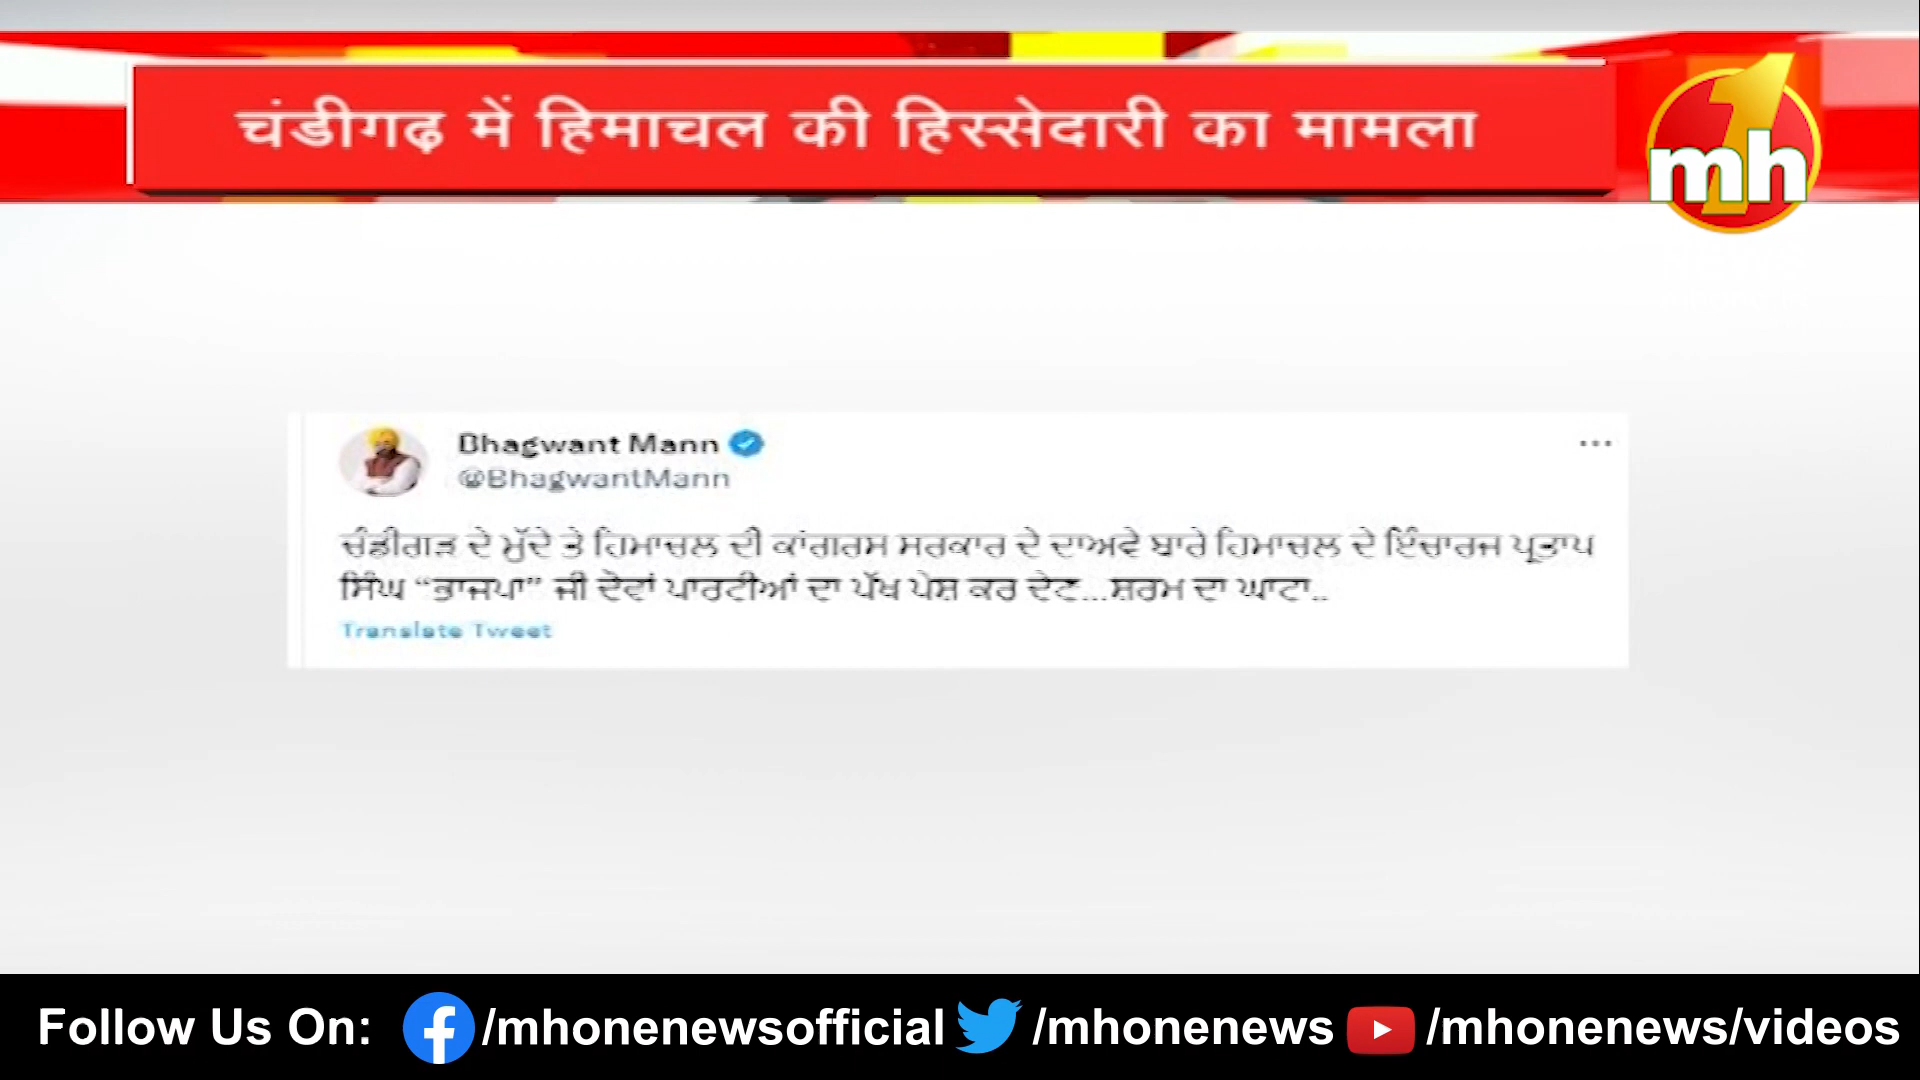 चंडीगढ़ में हिमाचल की हिस्सेदारी का मामला
1
mh
Bhagwant Mann
@BhagwantMann
ਚੰਡੀਗੜ ਦੇ ਮੁੱਦੇ ਤੇ ਹਿਮਾਚਲ ਦੀ ਕਾਂਗਰਸ ਸਰਕਾਰ ਦੇ ਦਾਅਵੇ ਬਾਰੇ ਹਿਮਾਚਲ ਦੇ ਇੰਚਾਰਜ ਪ੍ਰਤਾਪ
ਸਿੰਘ “ਭਾਜਪਾ” ਜੀ ਦੋਵਾਂ ਪਾਰਟੀਆਂ ਦਾ ਪੱਖ ਪੇਸ਼ ਕਰ ਦੇਣ...ਸ਼ਰਮ ਦਾ ਘਾਟਾ..
Translate Tweet
Follow Us On: /mhonenewsofficial /mhonenews /mhonenews/videos